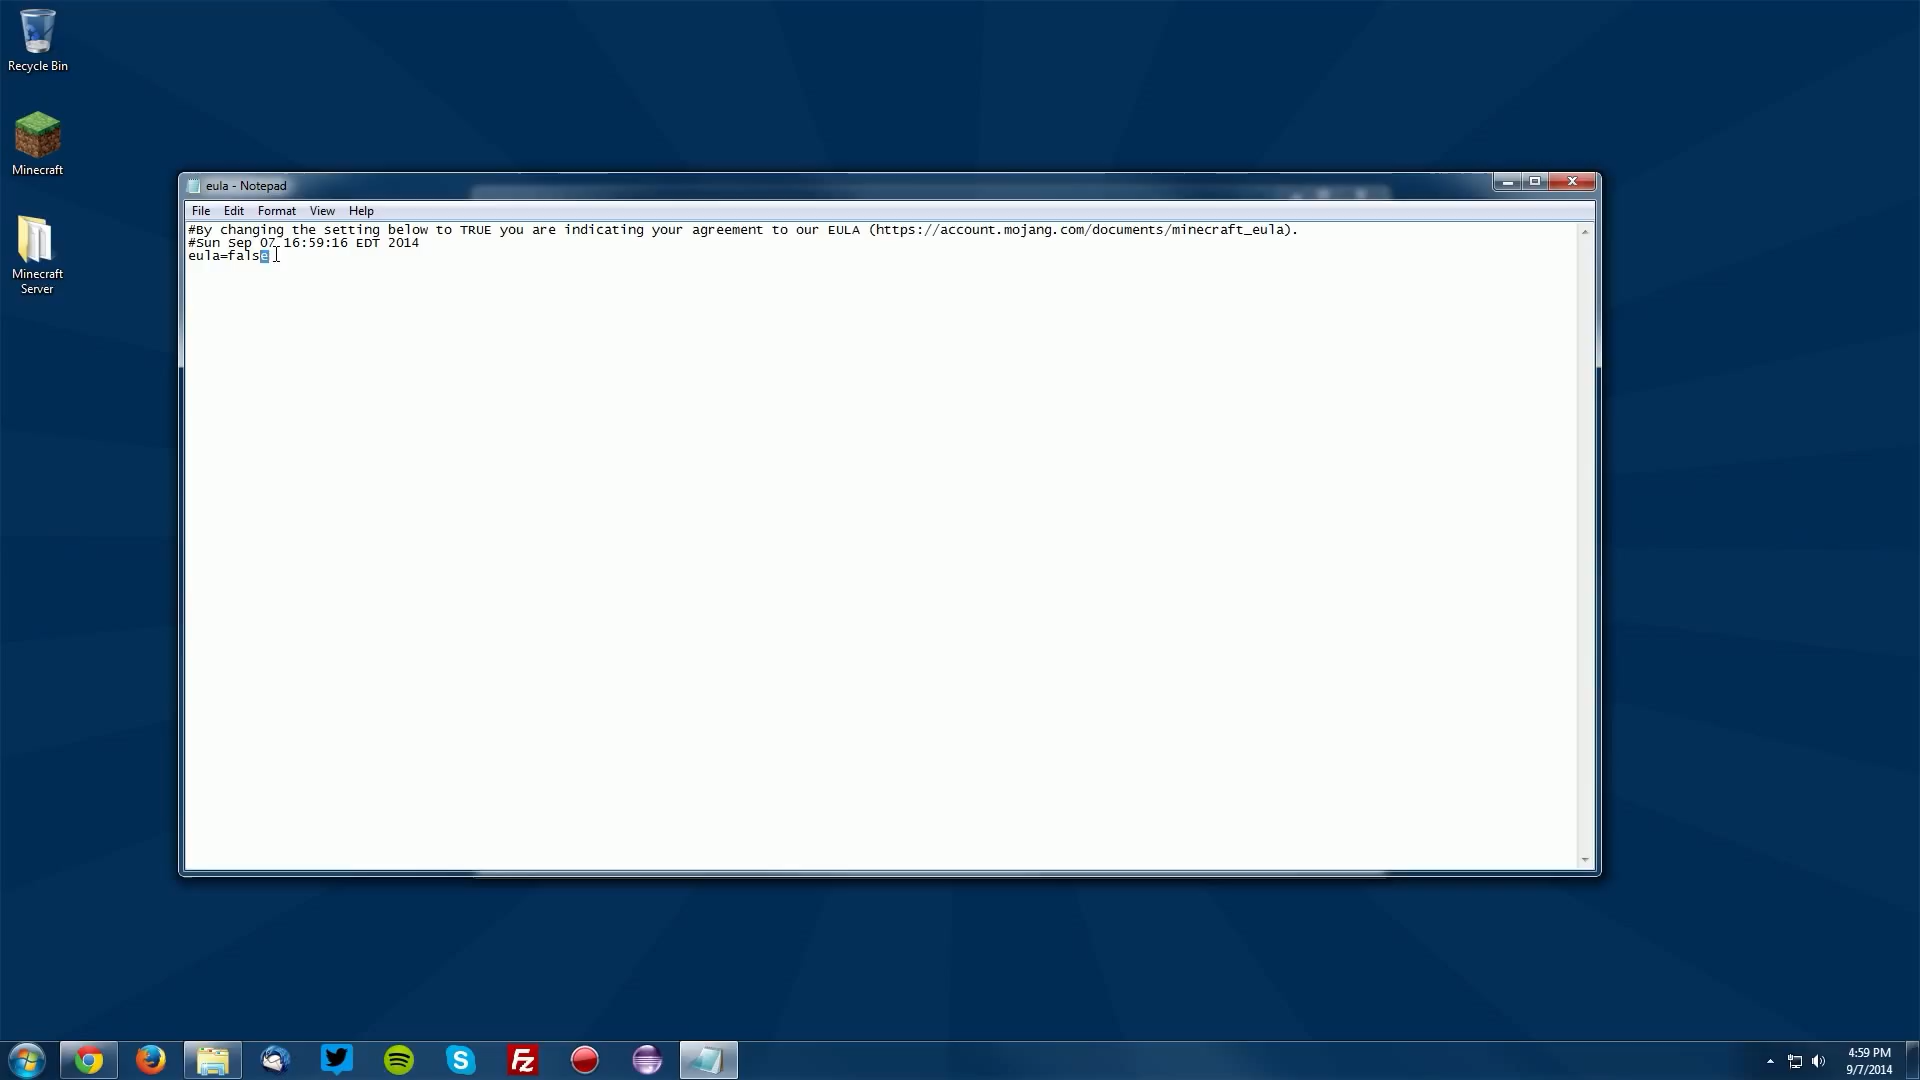 Recycle Bin
Minecraft
Minecraft
Server
eula - Notepad
File Edit Format View Help
#By changing the setting below to TRUE you are indicating your agreement to our EULA (https://account.mojang.com/documents/minecraft_eula).
#Sun Sep 07 16:59:16 EDT 2014
eula=false
4:59 PM
9/7/2014